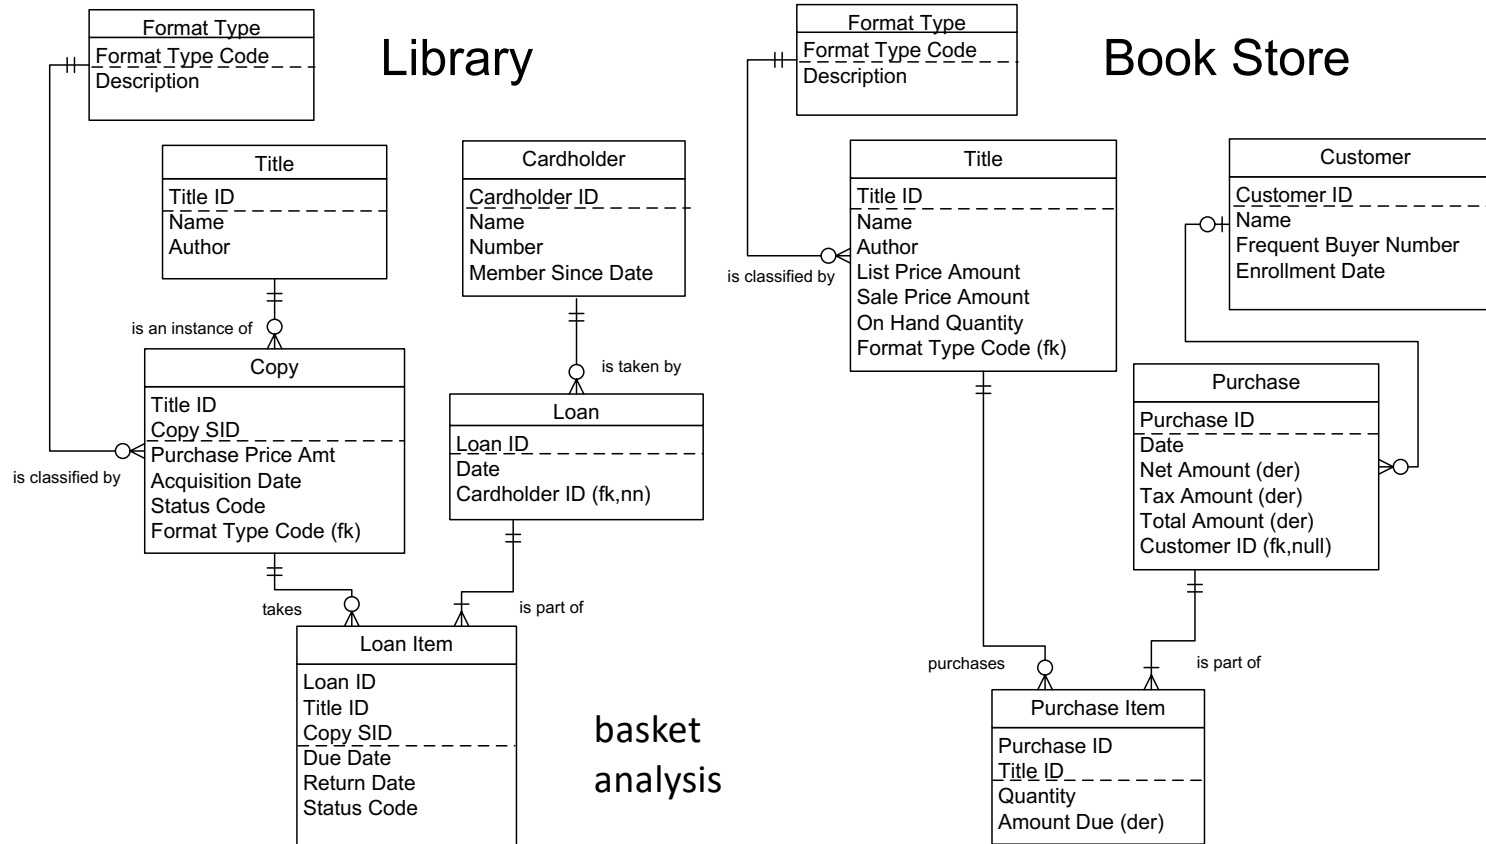 Library
Format Type
Format Type Code
Description
Title
Title ID
Name
Author
Cardholder
Cardholder ID
Name
Number
Member Since Date
is an instance of
is taken by
Copy
Title ID
Copy SID
Purchase Price Amt
Acquisition Date
Status Code
Format Type Code (fk)
is classified by
Loan
Loan ID
Date
Cardholder ID (fk,nn)
takes
is part of
Loan Item
Loan ID
Title ID
Copy SID
Due Date
Return Date
Status Code
basket
analysis
Book Store
Format Type
Format Type Code
Description
Title
Title ID
Name
Author
List Price Amount
Sale Price Amount
On Hand Quantity
Format Type Code (fk)
is classified by
Customer
Customer ID
Name
Frequent Buyer Number
Enrollment Date
Purchase
Purchase ID
Date
Net Amount (der)
Tax Amount (der)
Total Amount (der)
Customer ID (fk,null)
purchases
is part of
Purchase Item
Purchase ID
Title ID
Quantity
Amount Due (der)